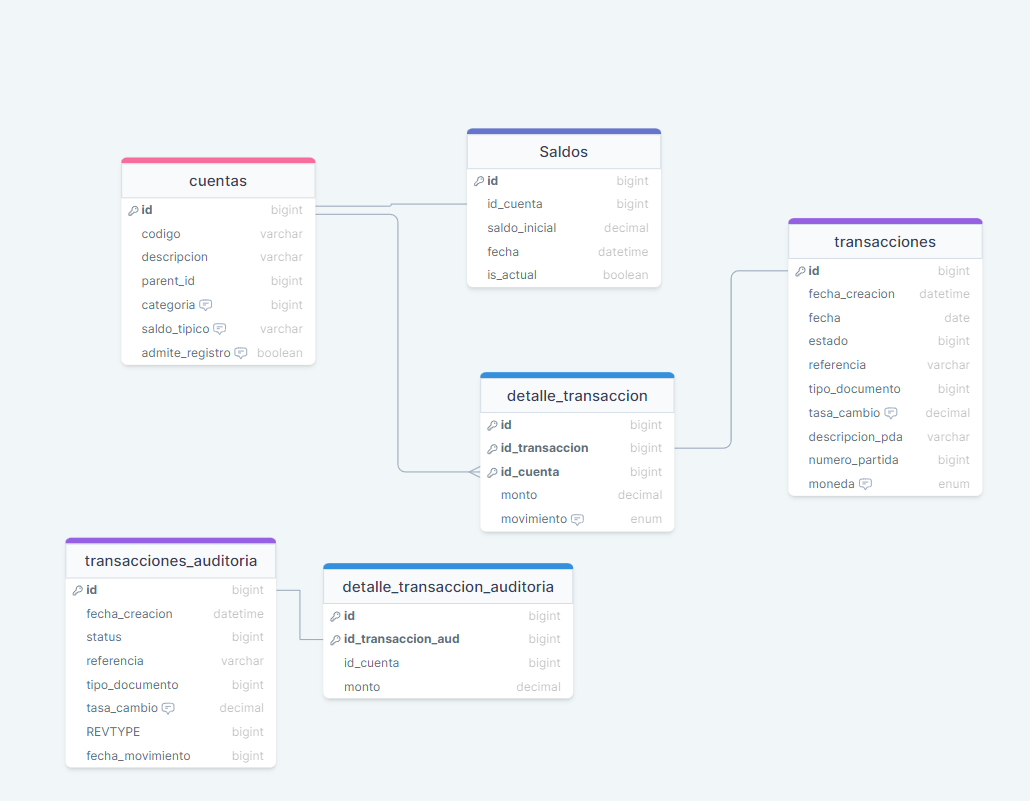 cuentas
id bigint
codigo varchar
descripcion varchar
parent_id bigint
categoria bigint
saldo_tipico varchar
admite_registro boolean
Saldos
id bigint
id_cuenta bigint
saldo_inicial decimal
fecha datetime
is_actual boolean
transacciones
id bigint
fecha_creacion datetime
fecha date
estado bigint
referencia varchar
tipo_documento bigint
tasa_cambio decimal
descripcion_pda varchar
numero_partida bigint
moneda enum
detalle_transaccion
id bigint
id_transaccion bigint
id_cuenta bigint
monto decimal
movimiento enum
transacciones_auditoria
id bigint
fecha_creacion datetime
status bigint
referencia varchar
tipo_documento bigint
tasa_cambio decimal
REVTYPE bigint
fecha_movimiento bigint
detalle_transaccion_auditoria
id bigint
id_transaccion_aud bigint
id_cuenta bigint
monto decimal